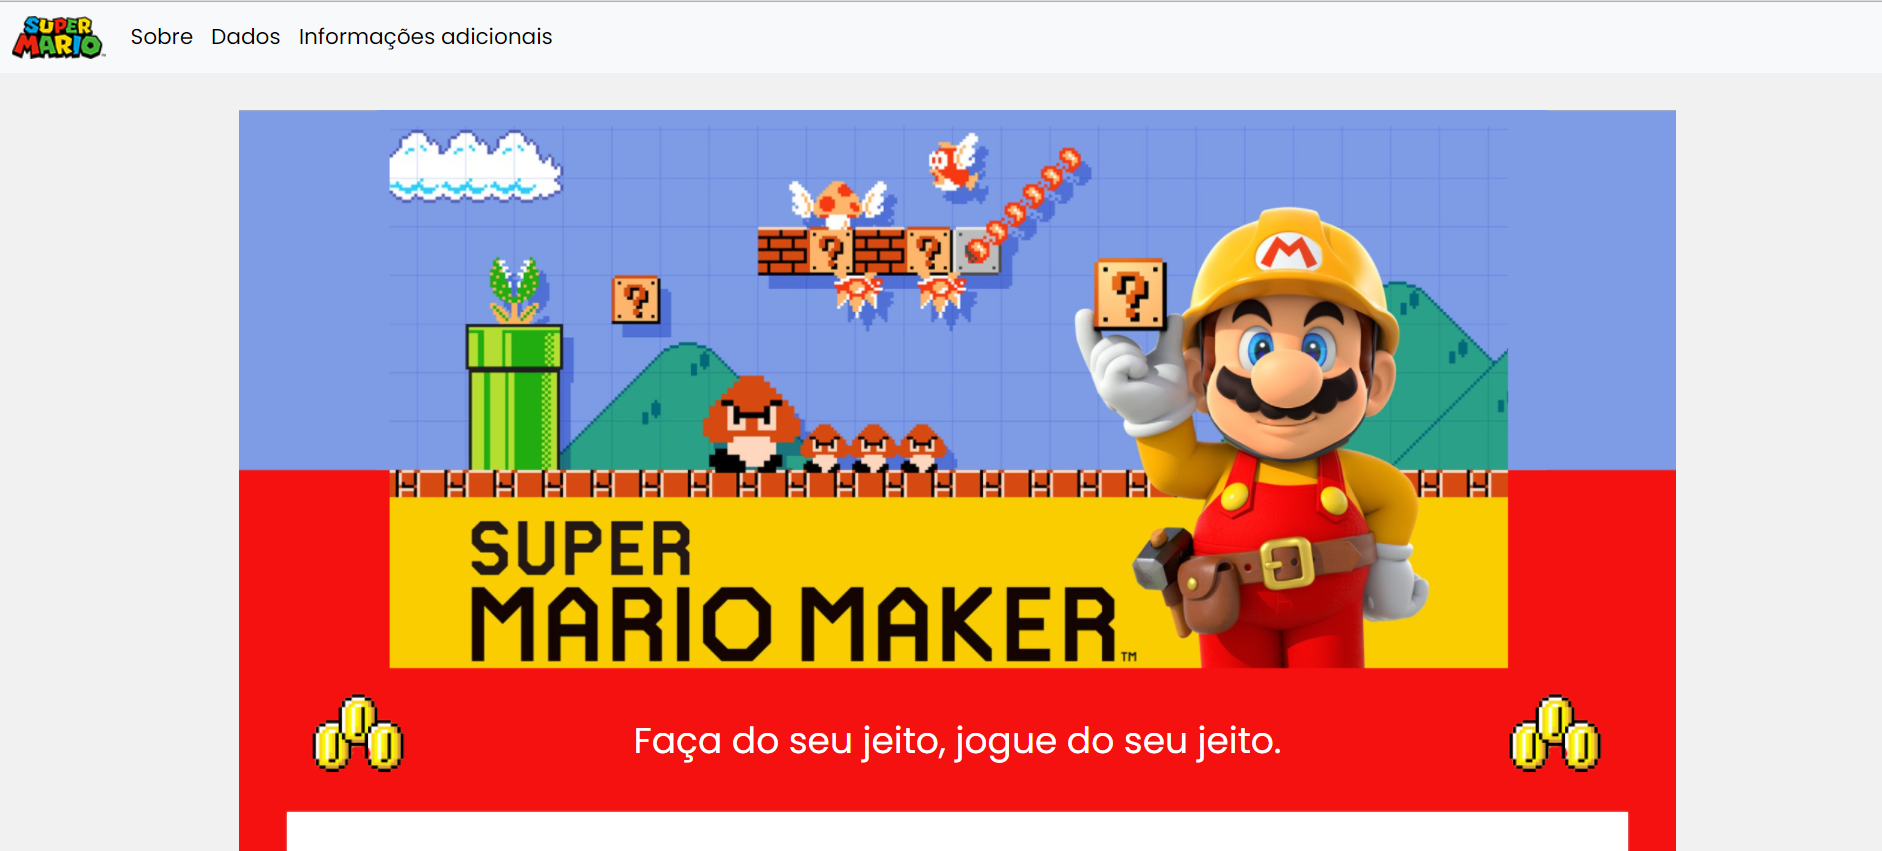 SUPER
MARIO
Sobre Dados Informações adicionais
M
?
?
?
?
SUPER
MARIO MAKER™
Faça do seu jeito, jogue do seu jeito.